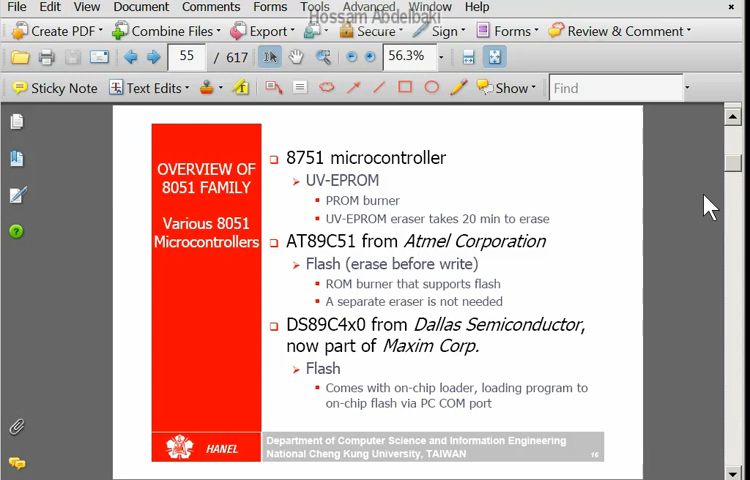 File Edit View Document Comments Forms Tools Advanced Window Help
Hossam Abdelbaki
Create PDF Combine Files Export Secure Sign Forms Review & Comment
55 / 617 56.3%
Sticky Note Text Edits Show Find
OVERVIEW OF
8051 FAMILY
Various 8051
Microcontrollers
8751 microcontroller
UV-EPROM
PROM burner
UV-EPROM eraser takes 20 min to erase
AT89C51 from Atmel Corporation
Flash (erase before write)
ROM burner that supports flash
A separate eraser is not needed
DS89C4x0 from Dallas Semiconductor,
now part of Maxim Corp.
Flash
Comes with on-chip loader, loading program to
on-chip flash via PC COM port
HANEL
Department of Computer Science and Information Engineering
National Cheng Kung University, TAIWAN
16